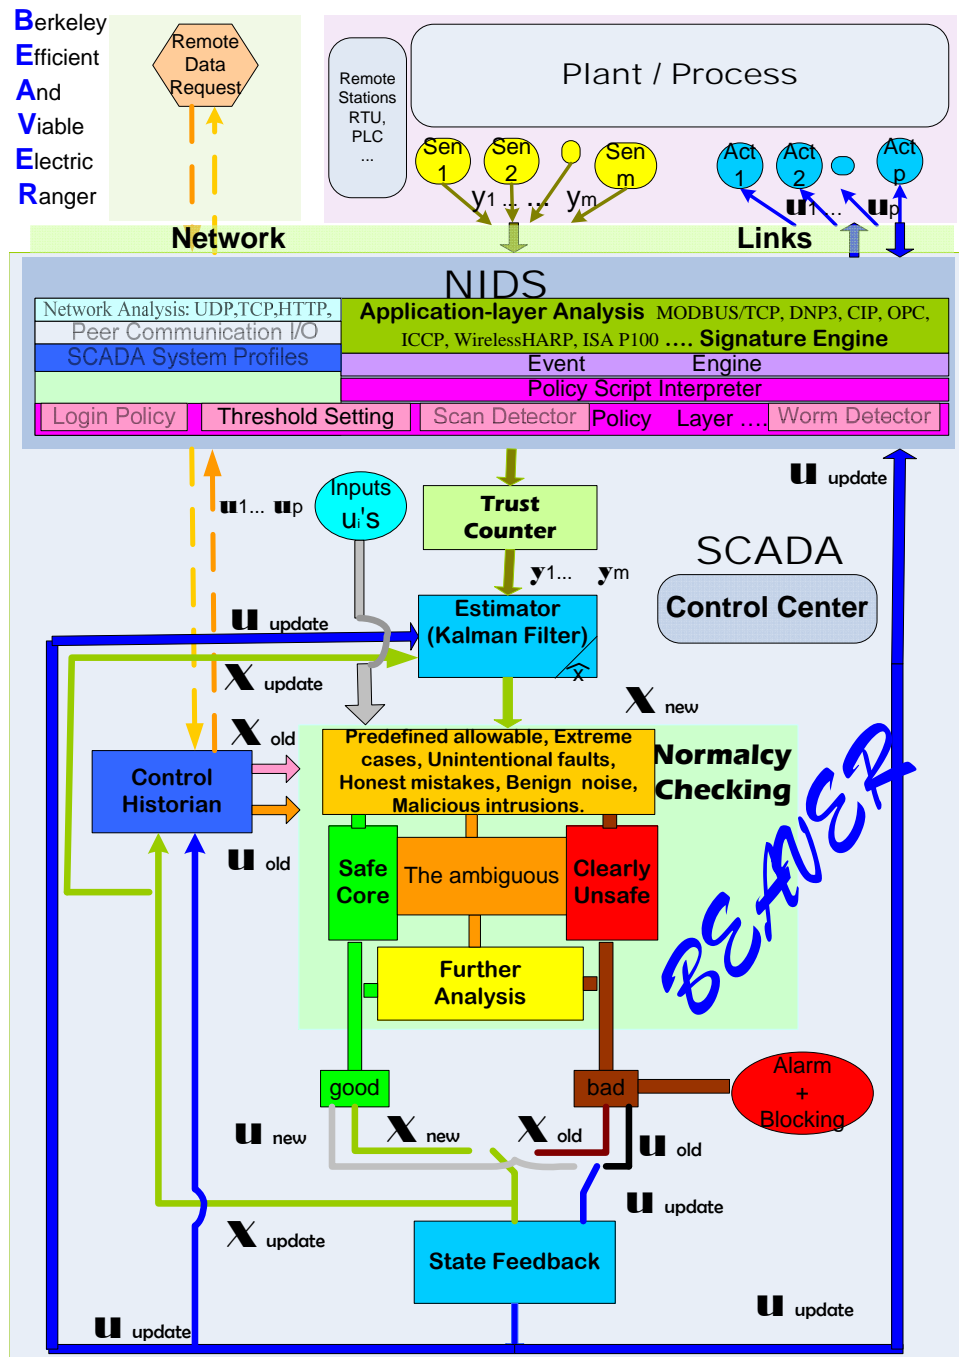 Berkeley
Efficient
And
Viable
Electric
Ranger
Remote
Data
Request
Remote
Stations
RTU,
PLC
...
Plant / Process
Sen
1
Sen
2
Sen
m
Act
1
Act
2
Act
p
y1 ... ... ym
u1 ... up
Network
Links
NIDS
Network Analysis: UDP,TCP,HTTP,
Peer Communication I/O
SCADA System Profiles
Application-layer Analysis MODBUS/TCP, DNP3, CIP, OPC,
ICCP, WirelessHARP, ISA P100 .... Signature Engine
Event Engine
Policy Script Interpreter
Login Policy
Threshold Setting
Scan Detector
Policy Layer ....
Worm Detector
u update
u1... up
Inputs
ui's
Trust
Counter
SCADA
Control Center
y1... ym
Estimator
(Kalman Filter)
x̂
u update
x update
x new
x old
Control
Historian
u old
Predefined allowable, Extreme
cases, Unintentional faults,
Honest mistakes, Benign noise,
Malicious intrusions.
Normalcy
Checking
Safe
Core
The ambiguous
Clearly
Unsafe
BEAVER
Further
Analysis
good
bad
Alarm
+
Blocking
u new
x new
x old
u old
u update
x update
State Feedback
u update
u update